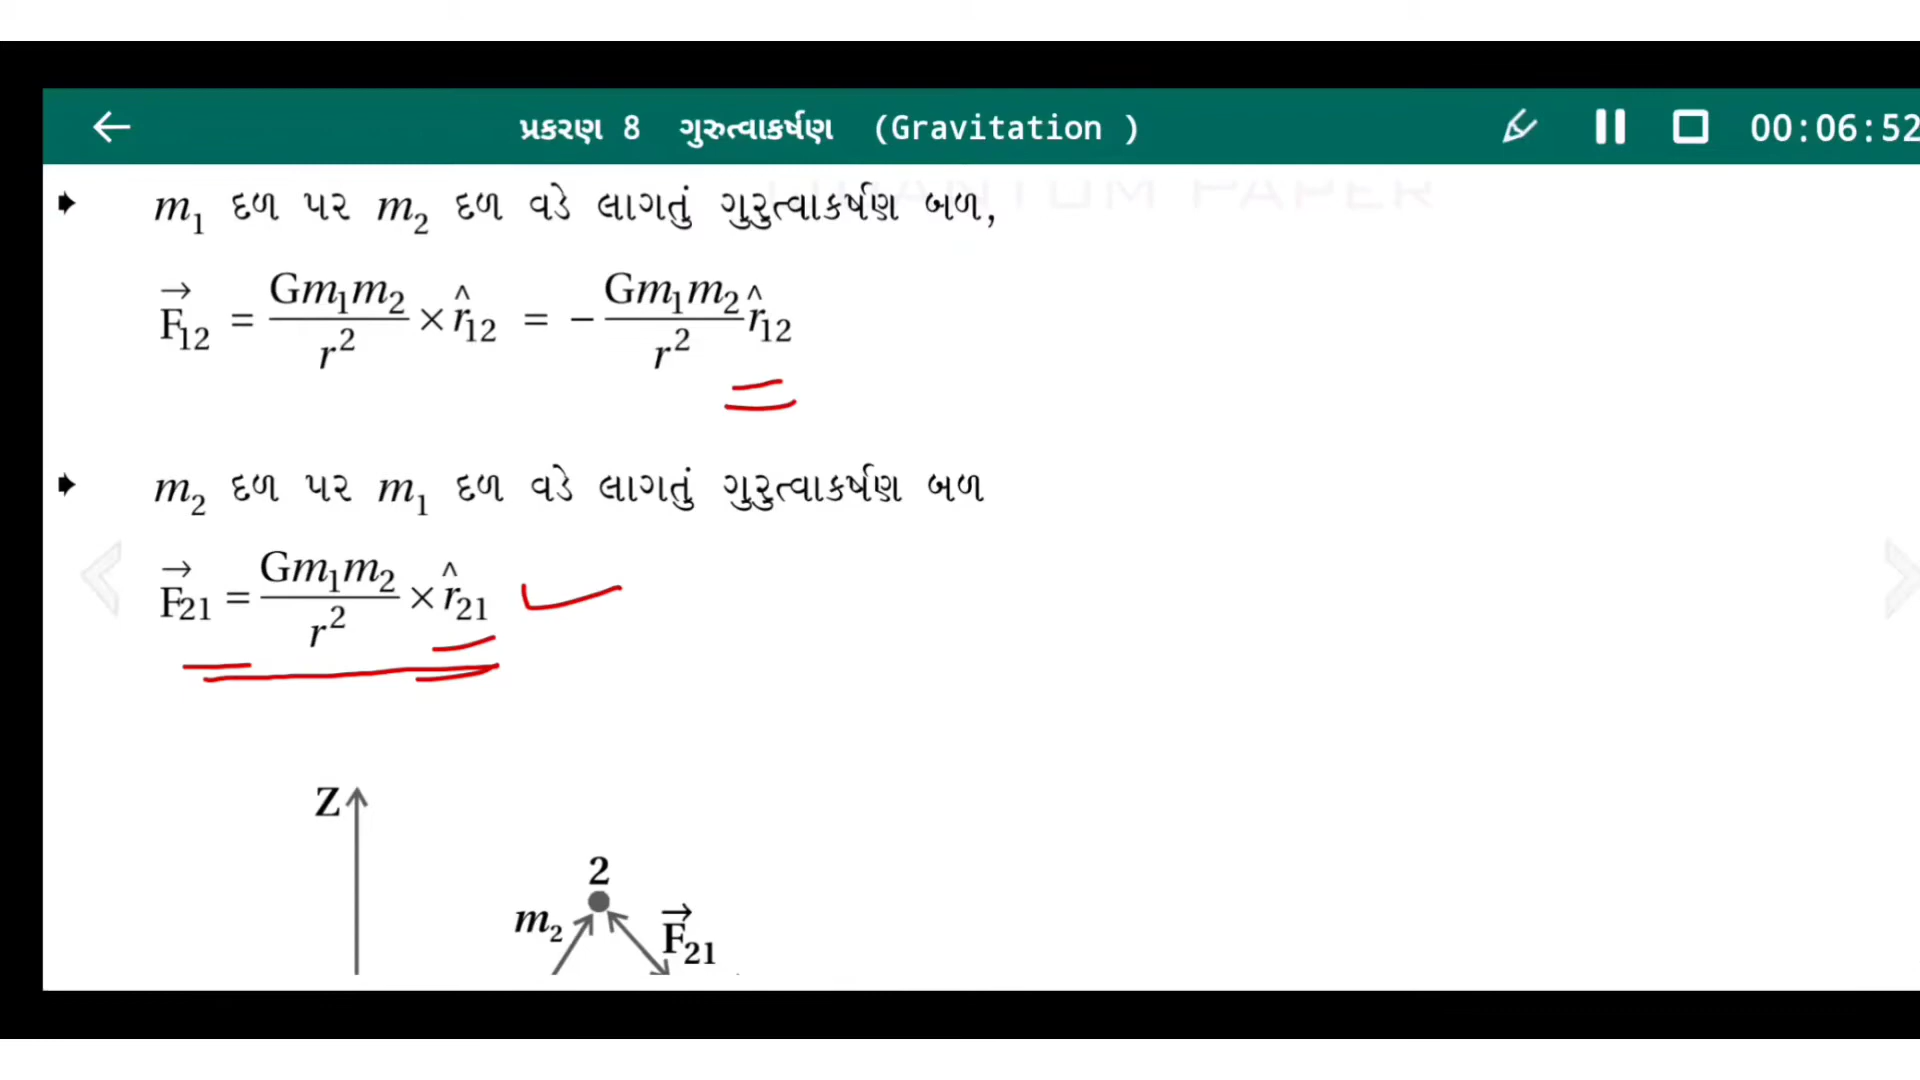 પ્રકરણ 8 ગુરુત્વાકર્ષણ (Gravitation )
00:06:52
QUANTUM PAPER
m₁ દળ પર m₂ દળ વડે લાગતું ગુરુત્વાકર્ષણ બળ,
F⃗₁₂ = Gm₁m₂/r² × r̂₁₂ = − Gm₁m₂/r² r̂₁₂
m₂ દળ પર m₁ દળ વડે લાગતું ગુરુત્વાકર્ષણ બળ
F⃗₂₁ = Gm₁m₂/r² × r̂₂₁
Z
2
m₂
F⃗₂₁